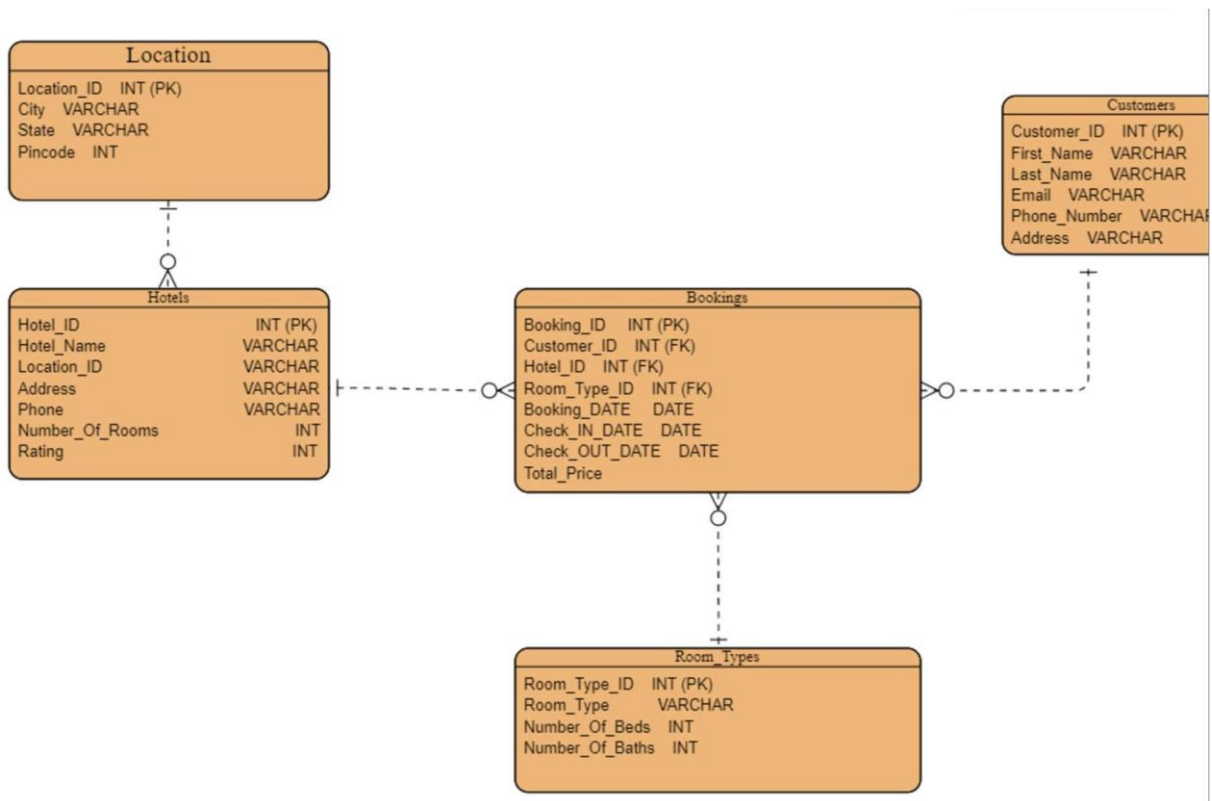 Location
Location_ID INT (PK)
City VARCHAR
State VARCHAR
Pincode INT
Customers
Customer_ID INT (PK)
First_Name VARCHAR
Last_Name VARCHAR
Email VARCHAR
Phone_Number VARCHAR
Address VARCHAR
Hotels
Hotel_ID INT (PK)
Hotel_Name VARCHAR
Location_ID VARCHAR
Address VARCHAR
Phone VARCHAR
Number_Of_Rooms INT
Rating INT
Bookings
Booking_ID INT (PK)
Customer_ID INT (FK)
Hotel_ID INT (FK)
Room_Type_ID INT (FK)
Booking_DATE DATE
Check_IN_DATE DATE
Check_OUT_DATE DATE
Total_Price
Room_Types
Room_Type_ID INT (PK)
Room_Type VARCHAR
Number_Of_Beds INT
Number_Of_Baths INT